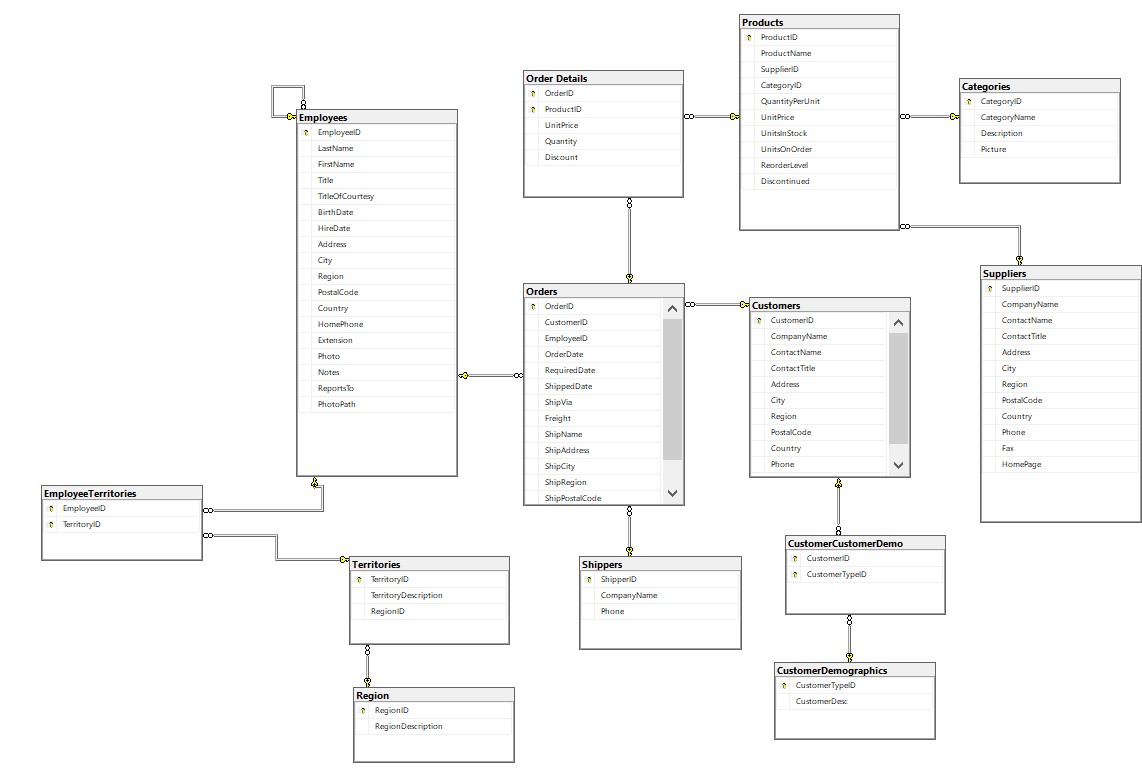 Products
ProductID
ProductName
SupplierID
CategoryID
QuantityPerUnit
UnitPrice
UnitsInStock
UnitsOnOrder
ReorderLevel
Discontinued
Order Details
OrderID
ProductID
UnitPrice
Quantity
Discount
Categories
CategoryID
CategoryName
Description
Picture
Employees
EmployeeID
LastName
FirstName
Title
TitleOfCourtesy
BirthDate
HireDate
Address
City
Region
PostalCode
Country
HomePhone
Extension
Photo
Notes
ReportsTo
PhotoPath
Orders
OrderID
CustomerID
EmployeeID
OrderDate
RequiredDate
ShippedDate
ShipVia
Freight
ShipName
ShipAddress
ShipCity
ShipRegion
ShipPostalCode
Customers
CustomerID
CompanyName
ContactName
ContactTitle
Address
City
Region
PostalCode
Country
Phone
Suppliers
SupplierID
CompanyName
ContactName
ContactTitle
Address
City
Region
PostalCode
Country
Phone
Fax
HomePage
EmployeeTerritories
EmployeeID
TerritoryID
Territories
TerritoryID
TerritoryDescription
RegionID
Shippers
ShipperID
CompanyName
Phone
CustomerCustomerDemo
CustomerID
CustomerTypeID
Region
RegionID
RegionDescription
CustomerDemographics
CustomerTypeID
CustomerDesc